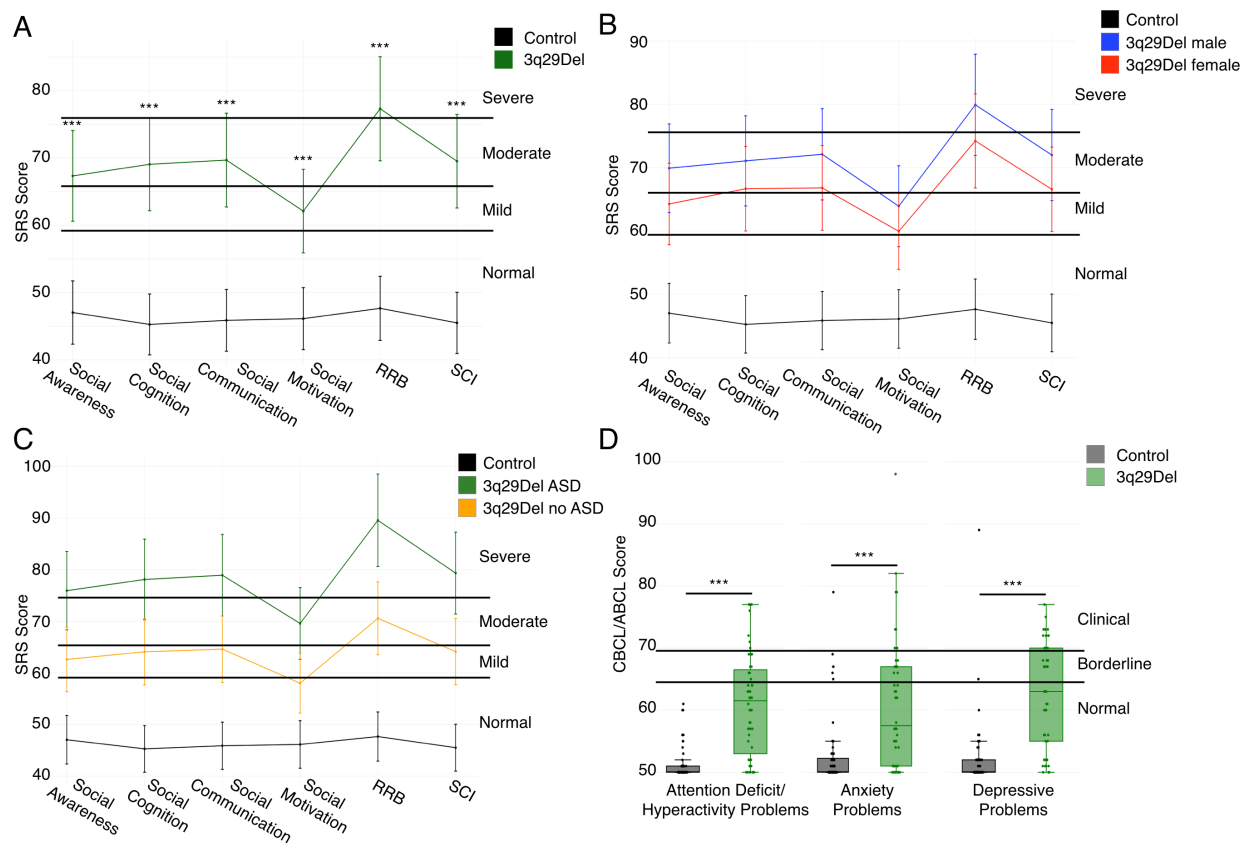 A
Control
3q29Del
SRS Score
80
70
60
50
40
***
***
***
***
***
***
Severe
Moderate
Mild
Normal
Social
Awareness
Social
Cognition
Social
Communication
Social
Motivation
RRB
SCI
B
Control
3q29Del male
3q29Del female
SRS Score
90
80
70
60
50
40
Severe
Moderate
Mild
Normal
Social
Awareness
Social
Cognition
Social
Communication
Social
Motivation
RRB
SCI
C
Control
3q29Del ASD
3q29Del no ASD
SRS Score
100
90
80
70
60
50
40
Severe
Moderate
Mild
Normal
Social
Awareness
Social
Cognition
Social
Communication
Social
Motivation
RRB
SCI
D
Control
3q29Del
CBCL/ABCL Score
100
90
80
70
60
50
***
***
***
Clinical
Borderline
Normal
Attention Deficit/
Hyperactivity Problems
Anxiety
Problems
Depressive
Problems